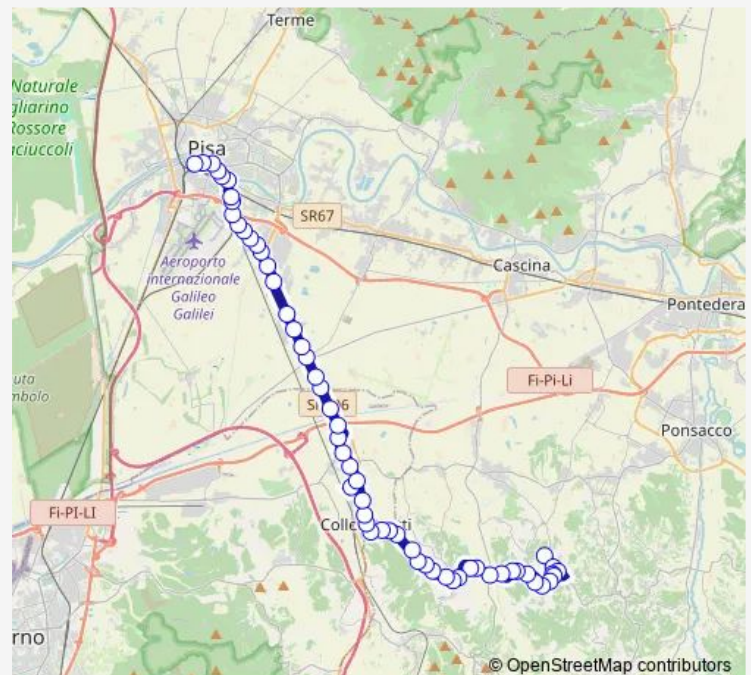 Terme
Naturale
gliarino
Rossore
aciuccoli
Pisa
SR67
Aeroporto
internazionale
Galileo
Galilei
Cascina
Pontedera
uta
mbolo
Fi-Pi-Li
Ponsacco
Fi-PI-LI
rno
© OpenStreetMap contributors